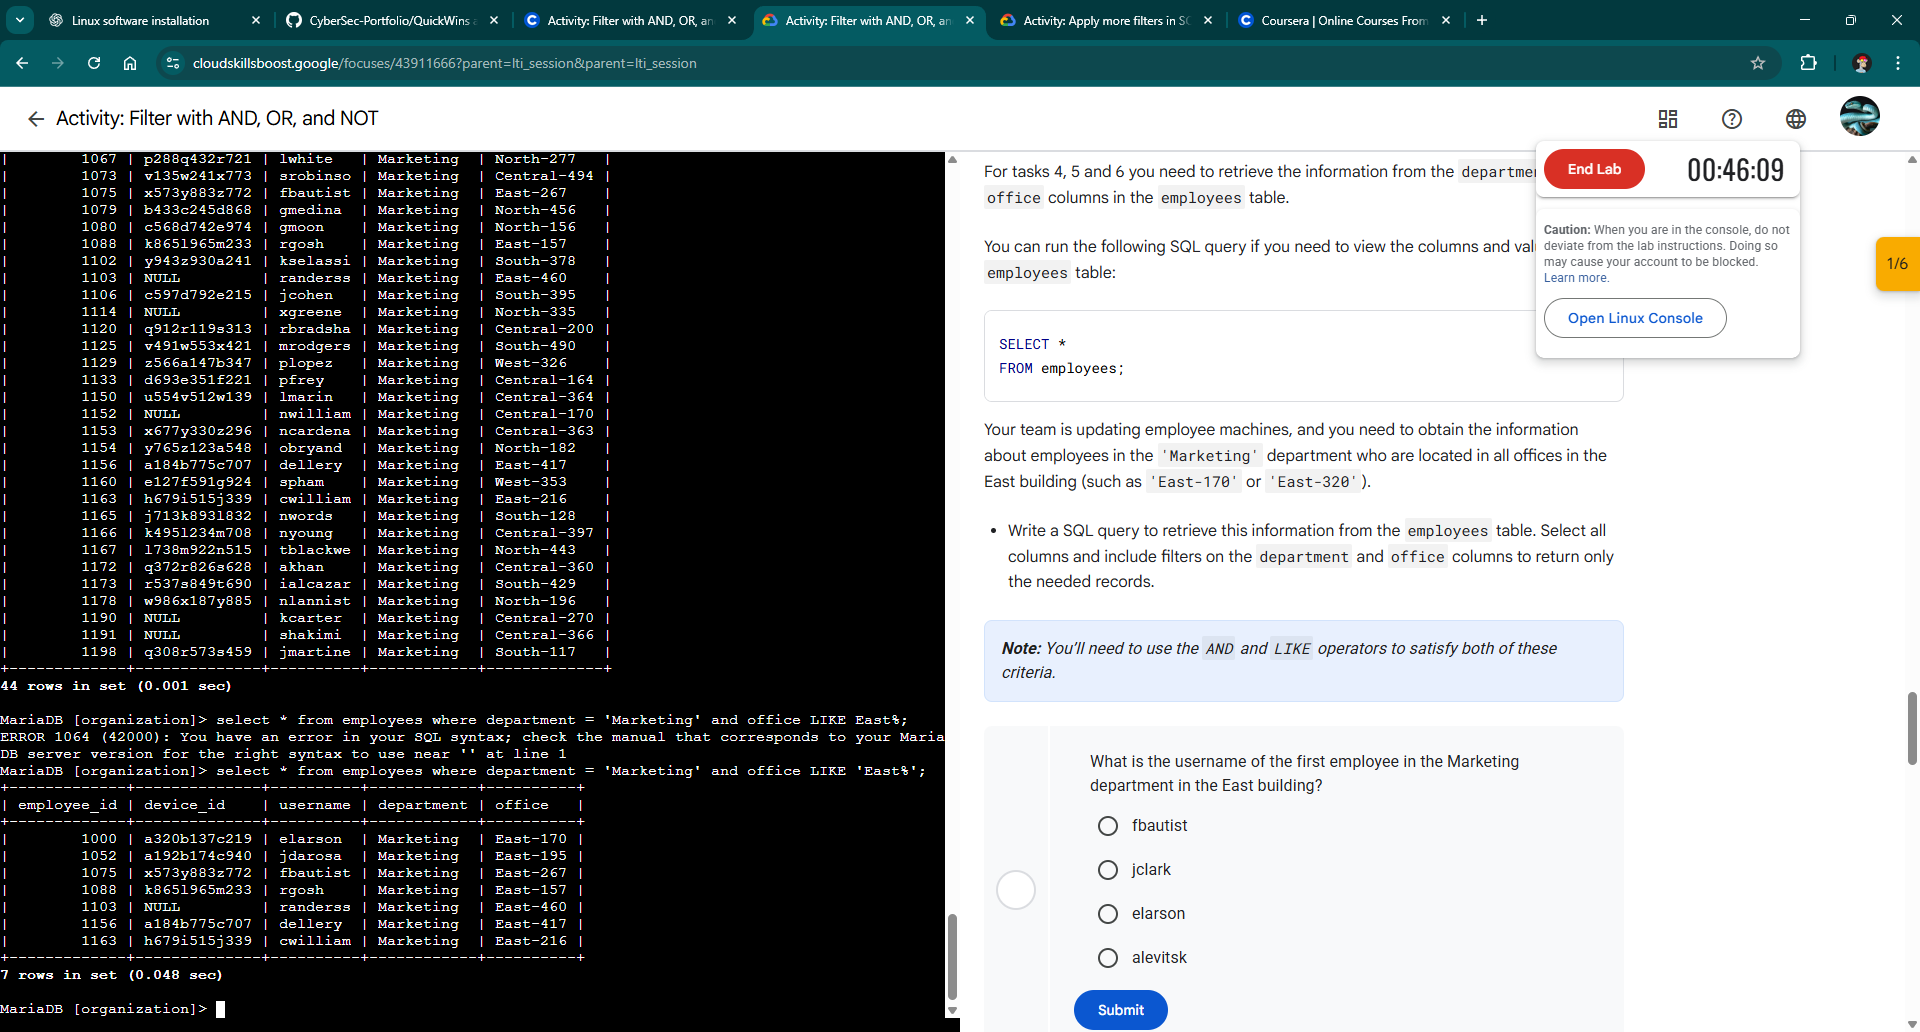 Linux software installation
CyberSec-Portfolio/QuickWins a
Activity: Filter with AND, OR, an
Activity: Filter with AND, OR, an
Activity: Apply more filters in SC
Coursera | Online Courses From
cloudskillsboost.google/focuses/43911666?parent=lti_session&parent=lti_session
Activity: Filter with AND, OR, and NOT
| 1067 | p288q432r721 | lwhite | Marketing | North-277 |
| 1073 | v135w241x773 | srobinso | Marketing | Central-494 |
| 1075 | x573y883z772 | fbautist | Marketing | East-267 |
| 1079 | b433c245d868 | gmedina | Marketing | North-456 |
| 1080 | c568d742e974 | gmoon | Marketing | North-156 |
| 1088 | k865l965m233 | rgosh | Marketing | East-157 |
| 1102 | y943z930a241 | kselassi | Marketing | South-378 |
| 1103 | NULL | randerss | Marketing | East-460 |
| 1106 | c597d792e215 | jcohen | Marketing | South-395 |
| 1114 | NULL | xgreene | Marketing | North-335 |
| 1120 | q912r119s313 | rbradsha | Marketing | Central-200 |
| 1125 | v491w553x421 | mrodgers | Marketing | South-490 |
| 1129 | z566a147b347 | plopez | Marketing | West-326 |
| 1133 | d693e351f221 | pfrey | Marketing | Central-164 |
| 1150 | u554v512w139 | lmarin | Marketing | Central-364 |
| 1152 | NULL | nwilliam | Marketing | Central-170 |
| 1153 | x677y330z296 | ncardena | Marketing | Central-363 |
| 1154 | y765z123a548 | obryand | Marketing | North-182 |
| 1156 | a184b775c707 | dellery | Marketing | East-417 |
| 1160 | e127f591g924 | spham | Marketing | West-353 |
| 1163 | h679i515j339 | cwilliam | Marketing | East-216 |
| 1165 | j713k893l832 | nwords | Marketing | South-128 |
| 1166 | k495l234m708 | nyoung | Marketing | Central-397 |
| 1167 | l738m922n515 | tblackwe | Marketing | North-443 |
| 1172 | q372r826s628 | akhan | Marketing | Central-360 |
| 1173 | r537s849t690 | ialcazar | Marketing | South-429 |
| 1178 | w986x187y885 | nlannist | Marketing | North-196 |
| 1190 | NULL | kcarter | Marketing | Central-270 |
| 1191 | NULL | shakimi | Marketing | Central-366 |
| 1198 | q308r573s459 | jmartine | Marketing | South-117 |
+-------------+--------------+----------+------------+-------------+
44 rows in set (0.001 sec)
MariaDB [organization]> select * from employees where department = 'Marketing' and office LIKE East%;
ERROR 1064 (42000): You have an error in your SQL syntax; check the manual that corresponds to your Maria
DB server version for the right syntax to use near '' at line 1
MariaDB [organization]> select * from employees where department = 'Marketing' and office LIKE 'East%';
+-------------+--------------+----------+------------+----------+
| employee_id | device_id | username | department | office |
+-------------+--------------+----------+------------+----------+
| 1000 | a320b137c219 | elarson | Marketing | East-170 |
| 1052 | a192b174c940 | jdarosa | Marketing | East-195 |
| 1075 | x573y883z772 | fbautist | Marketing | East-267 |
| 1088 | k865l965m233 | rgosh | Marketing | East-157 |
| 1103 | NULL | randerss | Marketing | East-460 |
| 1156 | a184b775c707 | dellery | Marketing | East-417 |
| 1163 | h679i515j339 | cwilliam | Marketing | East-216 |
+-------------+--------------+----------+------------+----------+
7 rows in set (0.048 sec)
MariaDB [organization]>
For tasks 4, 5 and 6 you need to retrieve the information from the departmen
office columns in the employees table.
You can run the following SQL query if you need to view the columns and val
employees table:
SELECT *
FROM employees;
Your team is updating employee machines, and you need to obtain the information
about employees in the 'Marketing' department who are located in all offices in the
East building (such as 'East-170' or 'East-320').
• Write a SQL query to retrieve this information from the employees table. Select all
columns and include filters on the department and office columns to return only
the needed records.
Note: You'll need to use the AND and LIKE operators to satisfy both of these
criteria.
What is the username of the first employee in the Marketing
department in the East building?
fbautist
jclark
elarson
alevitsk
Submit
End Lab
00:46:09
Caution: When you are in the console, do not
deviate from the lab instructions. Doing so
may cause your account to be blocked.
Learn more.
Open Linux Console
1/6